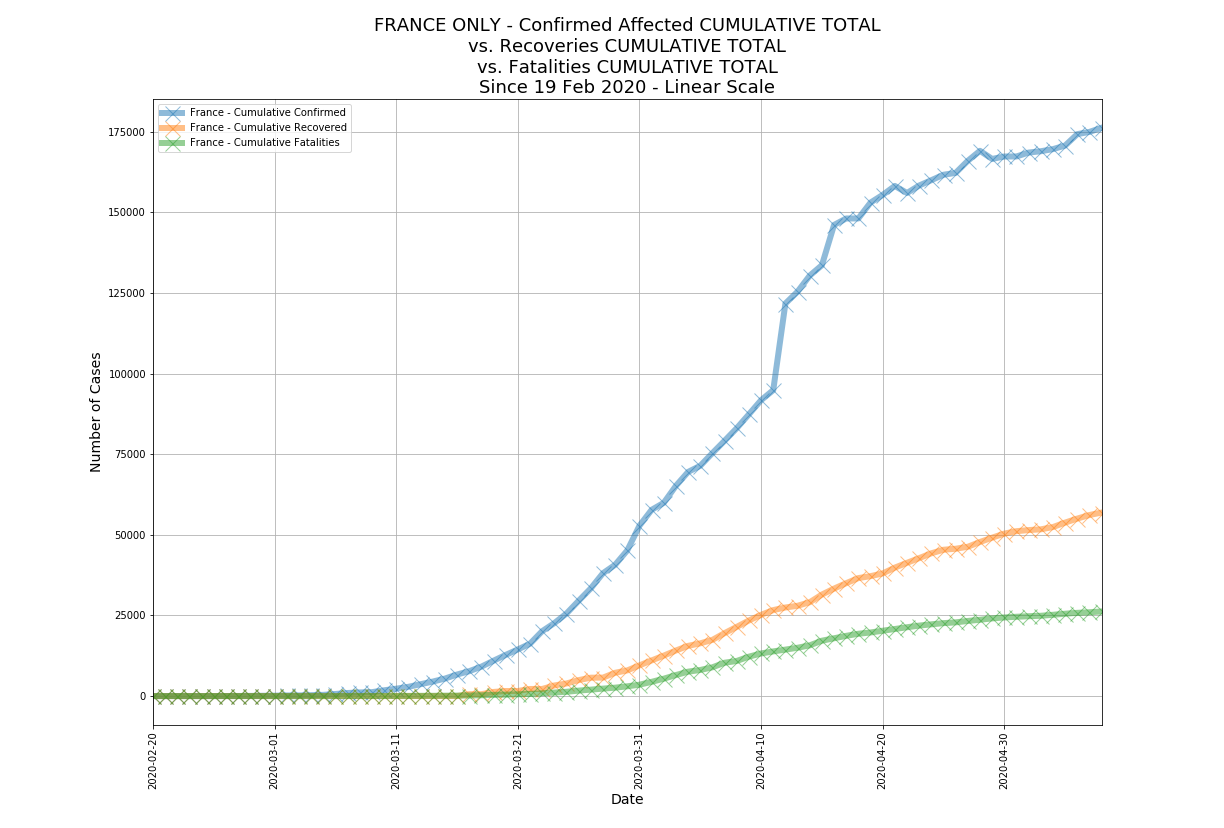 FRANCE ONLY - Confirmed Affected CUMULATIVE TOTAL
vs. Recoveries CUMULATIVE TOTAL
vs. Fatalities CUMULATIVE TOTAL
Since 19 Feb 2020 - Linear Scale
France - Cumulative Confirmed
France - Cumulative Recovered
France - Cumulative Fatalities
Number of Cases
175000
150000
125000
100000
75000
50000
25000
0
2020-02-20
2020-03-01
2020-03-11
2020-03-21
2020-03-31
2020-04-10
2020-04-20
2020-04-30
Date